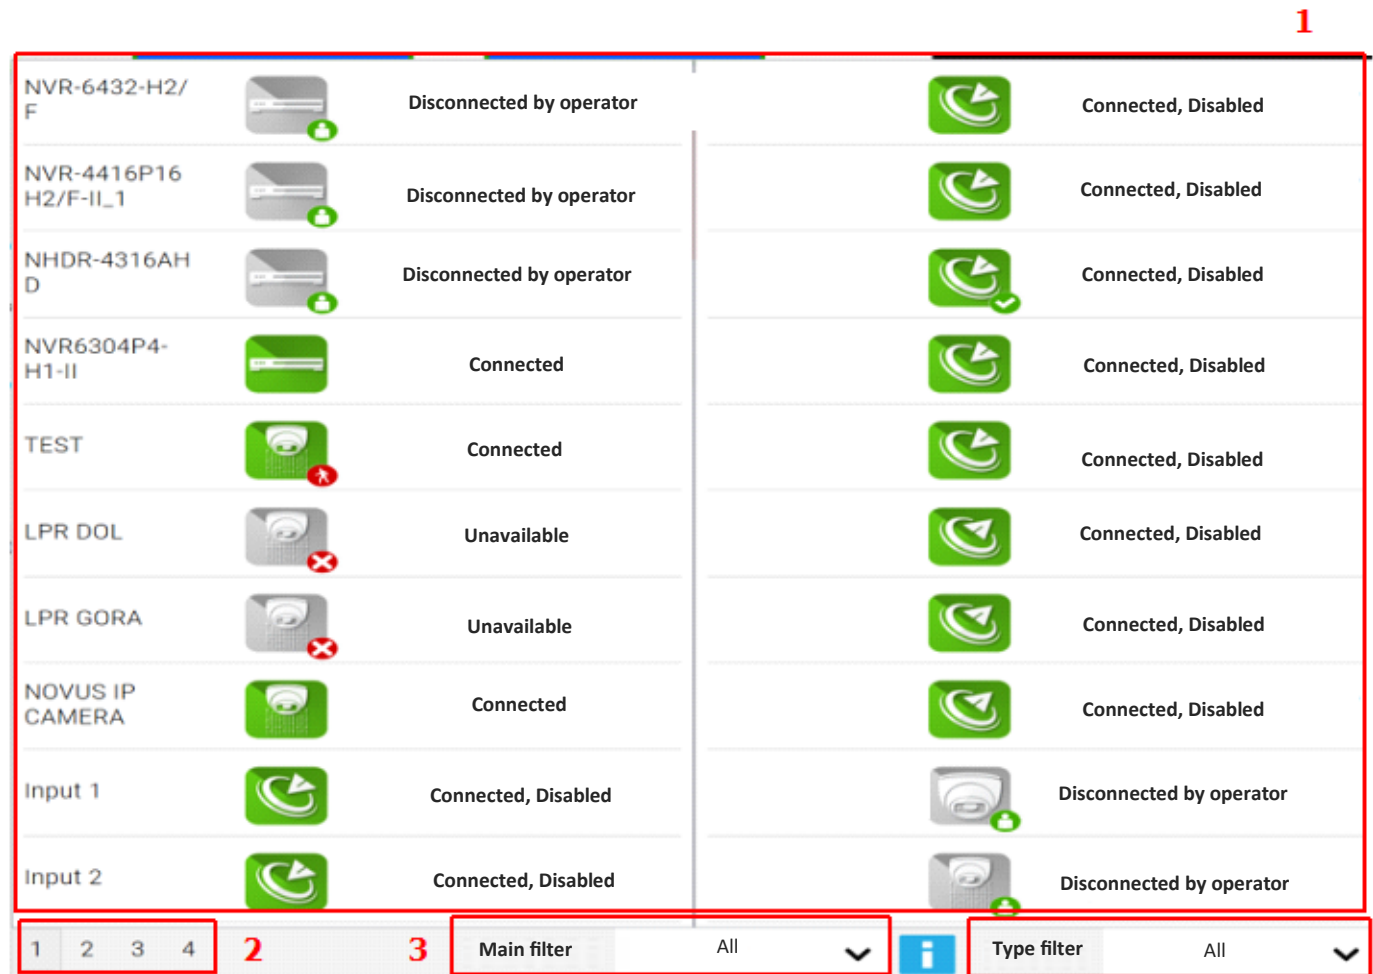 1
NVR-6432-H2/
F
Disconnected by operator
Connected, Disabled
NVR-4416P16
H2/F-II_1
Disconnected by operator
Connected, Disabled
NHDR-4316AH
D
Disconnected by operator
Connected, Disabled
NVR6304P4-
H1-II
Connected
Connected, Disabled
TEST
Connected
Connected, Disabled
LPR DOL
Unavailable
Connected, Disabled
LPR GORA
Unavailable
Connected, Disabled
NOVUS IP
CAMERA
Connected
Connected, Disabled
Input 1
Connected, Disabled
Disconnected by operator
Input 2
Connected, Disabled
Disconnected by operator
1 2 3 4
2
3
Main filter
All
i
Type filter
All